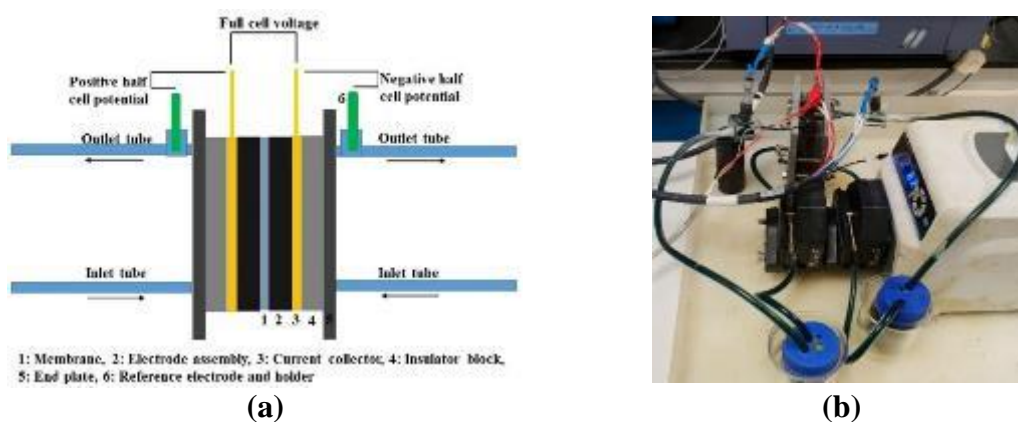 Full cell voltage
Positive half
cell potential
Negative half
cell potential
6
Outlet tube
Outlet tube
Inlet tube
Inlet tube
1 2 3 4 5
1: Membrane, 2: Electrode assembly, 3: Current collector, 4: Insulator block,
5: End plate, 6: Reference electrode and holder
(a)
(b)